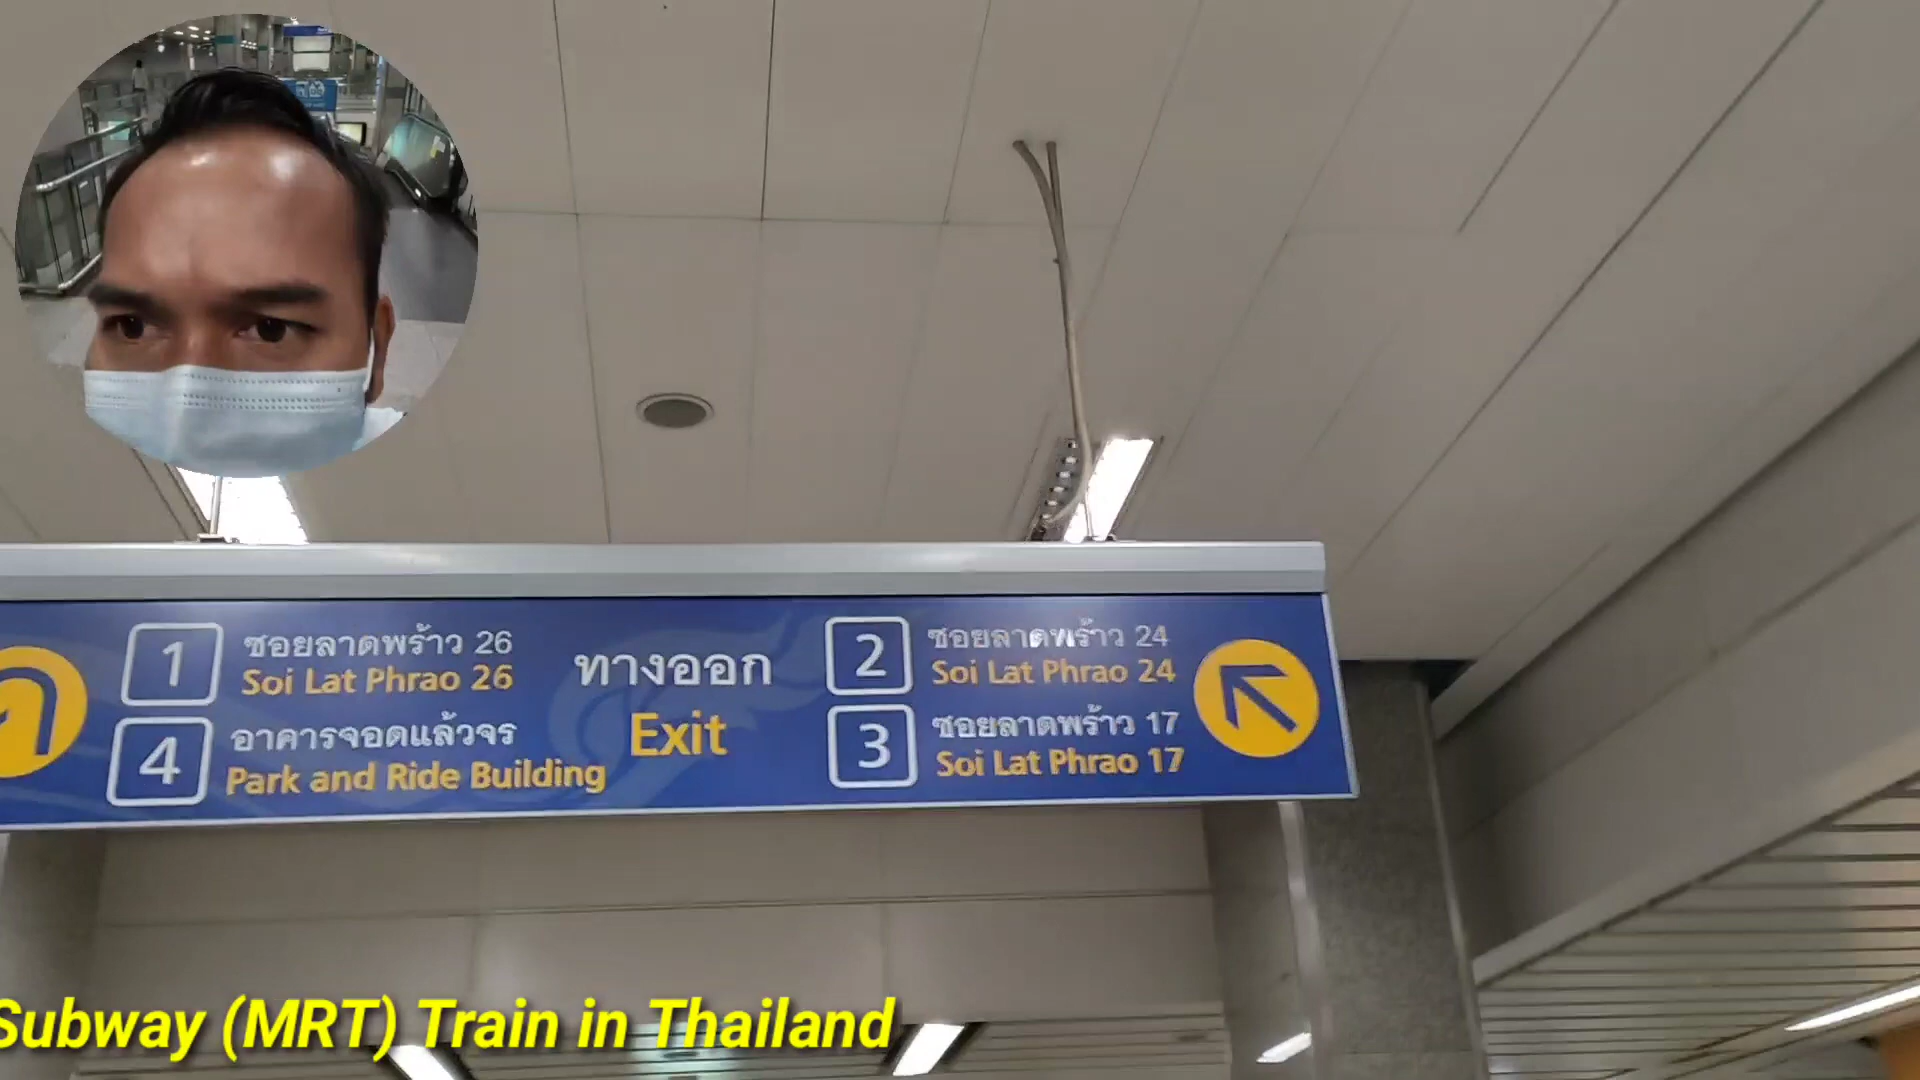 1
ซอยลาดพร้าว 26
Soi Lat Phrao 26
4
อาคารจอดแล้วจร
Park and Ride Building
ทางออก
Exit
2
ซอยลาดพร้าว 24
Soi Lat Phrao 24
3
ซอยลาดพร้าว 17
Soi Lat Phrao 17
Subway (MRT) Train in Thailand